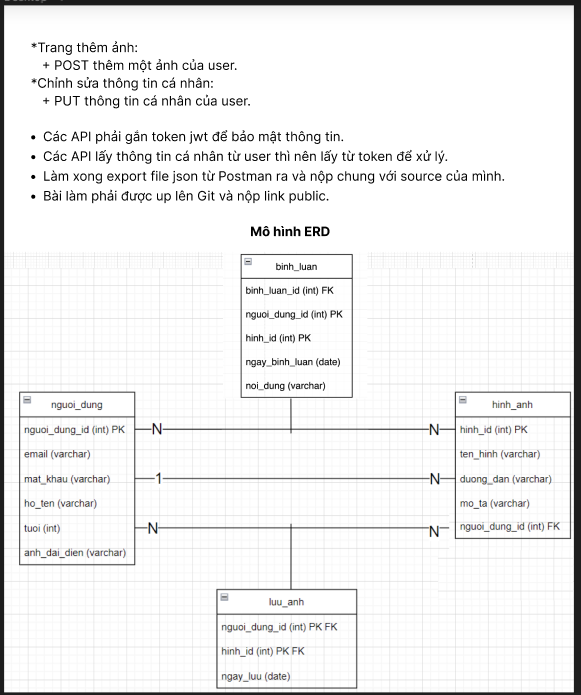 *Trang thêm ảnh:
+ POST thêm một ảnh của user.
*Chỉnh sửa thông tin cá nhân:
+ PUT thông tin cá nhân của user.
• Các API phải gắn token jwt để bảo mật thông tin.
• Các API lấy thông tin cá nhân từ user thì nên lấy từ token để xử lý.
• Làm xong export file json từ Postman ra và nộp chung với source của mình.
• Bài làm phải được up lên Git và nộp link public.
Mô hình ERD
binh_luan
binh_luan_id (int) FK
nguoi_dung_id (int) PK
hinh_id (int) PK
ngay_binh_luan (date)
noi_dung (varchar)
nguoi_dung
nguoi_dung_id (int) PK
email (varchar)
mat_khau (varchar)
ho_ten (varchar)
tuoi (int)
anh_dai_dien (varchar)
N
N
1
N
N
N
hinh_anh
hinh_id (int) PK
ten_hinh (varchar)
duong_dan (varchar)
mo_ta (varchar)
nguoi_dung_id (int) FK
luu_anh
nguoi_dung_id (int) PK FK
hinh_id (int) PK FK
ngay_luu (date)